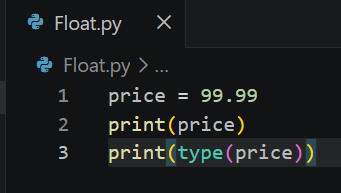 Float.py
Float.py > ...
1 price = 99.99
2 print(price)
3 print(type(price))